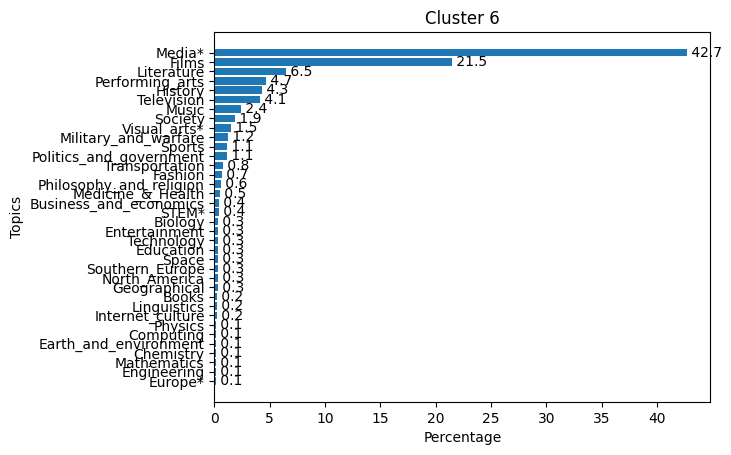 Cluster 6
Topics
Media* 42.7
Films 21.5
Literature 6.5
Performing_arts 4.7
History 4.3
Television 4.1
Music 2.4
Society 1.9
Visual_arts* 1.5
Military_and_warfare 1.2
Sports 1.1
Politics_and_government 1.1
Transportation 0.8
Fashion 0.7
Philosophy_and_religion 0.6
Medicine_&_Health 0.5
Business_and_economics 0.4
STEM* 0.4
Biology 0.3
Entertainment 0.3
Technology 0.3
Education 0.3
Space 0.3
Southern_Europe 0.3
North_America 0.3
Geographical 0.3
Books 0.2
Linguistics 0.2
Internet_culture 0.2
Physics 0.1
Computing 0.1
Earth_and_environment 0.1
Chemistry 0.1
Mathematics 0.1
Engineering 0.1
Europe* 0.1
0 5 10 15 20 25 30 35 40
Percentage